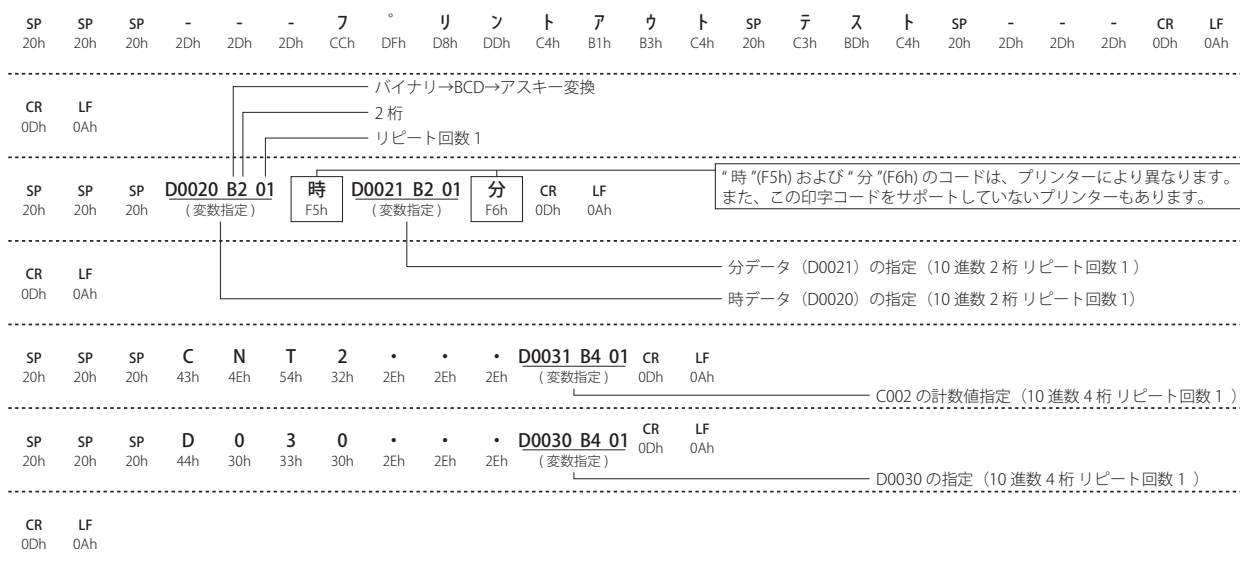 SP SP SP - - - フ ゜ リ ン ト ア ウ ト SP テ ス ト SP - - - CR LF
20h 20h 20h 2Dh 2Dh 2Dh CCh DFh D8h DDh C4h B1h B3h C4h 20h C3h BDh C4h 20h 2Dh 2Dh 2Dh 0Dh 0Ah
バイナリ→BCD→アスキー変換
2 桁
リピート回数 1
CR LF
0Dh 0Ah
SP SP SP D0020 B2 01 時 D0021 B2 01 分 CR LF
20h 20h 20h (変数指定) F5h (変数指定) F6h 0Dh 0Ah
“時”(F5h) および “分”(F6h) のコードは、プリンターにより異なります。
また、この印字コードをサポートしていないプリンターもあります。
分データ（D0021）の指定（10 進数 2 桁 リピート回数 1 ）
時データ（D0020）の指定（10 進数 2 桁 リピート回数 1）
CR LF
0Dh 0Ah
SP SP SP C N T 2 ・ ・ ・ D0031 B4 01 CR LF
20h 20h 20h 43h 4Eh 54h 32h 2Eh 2Eh 2Eh (変数指定) 0Dh 0Ah
C002 の計数値指定（10 進数 4 桁 リピート回数 1 ）
SP SP SP D 0 3 0 ・ ・ ・ D0030 B4 01 CR LF
20h 20h 20h 44h 30h 33h 30h 2Eh 2Eh 2Eh (変数指定) 0Dh 0Ah
D0030 の指定（10 進数 4 桁 リピート回数 1 ）
CR LF
0Dh 0Ah